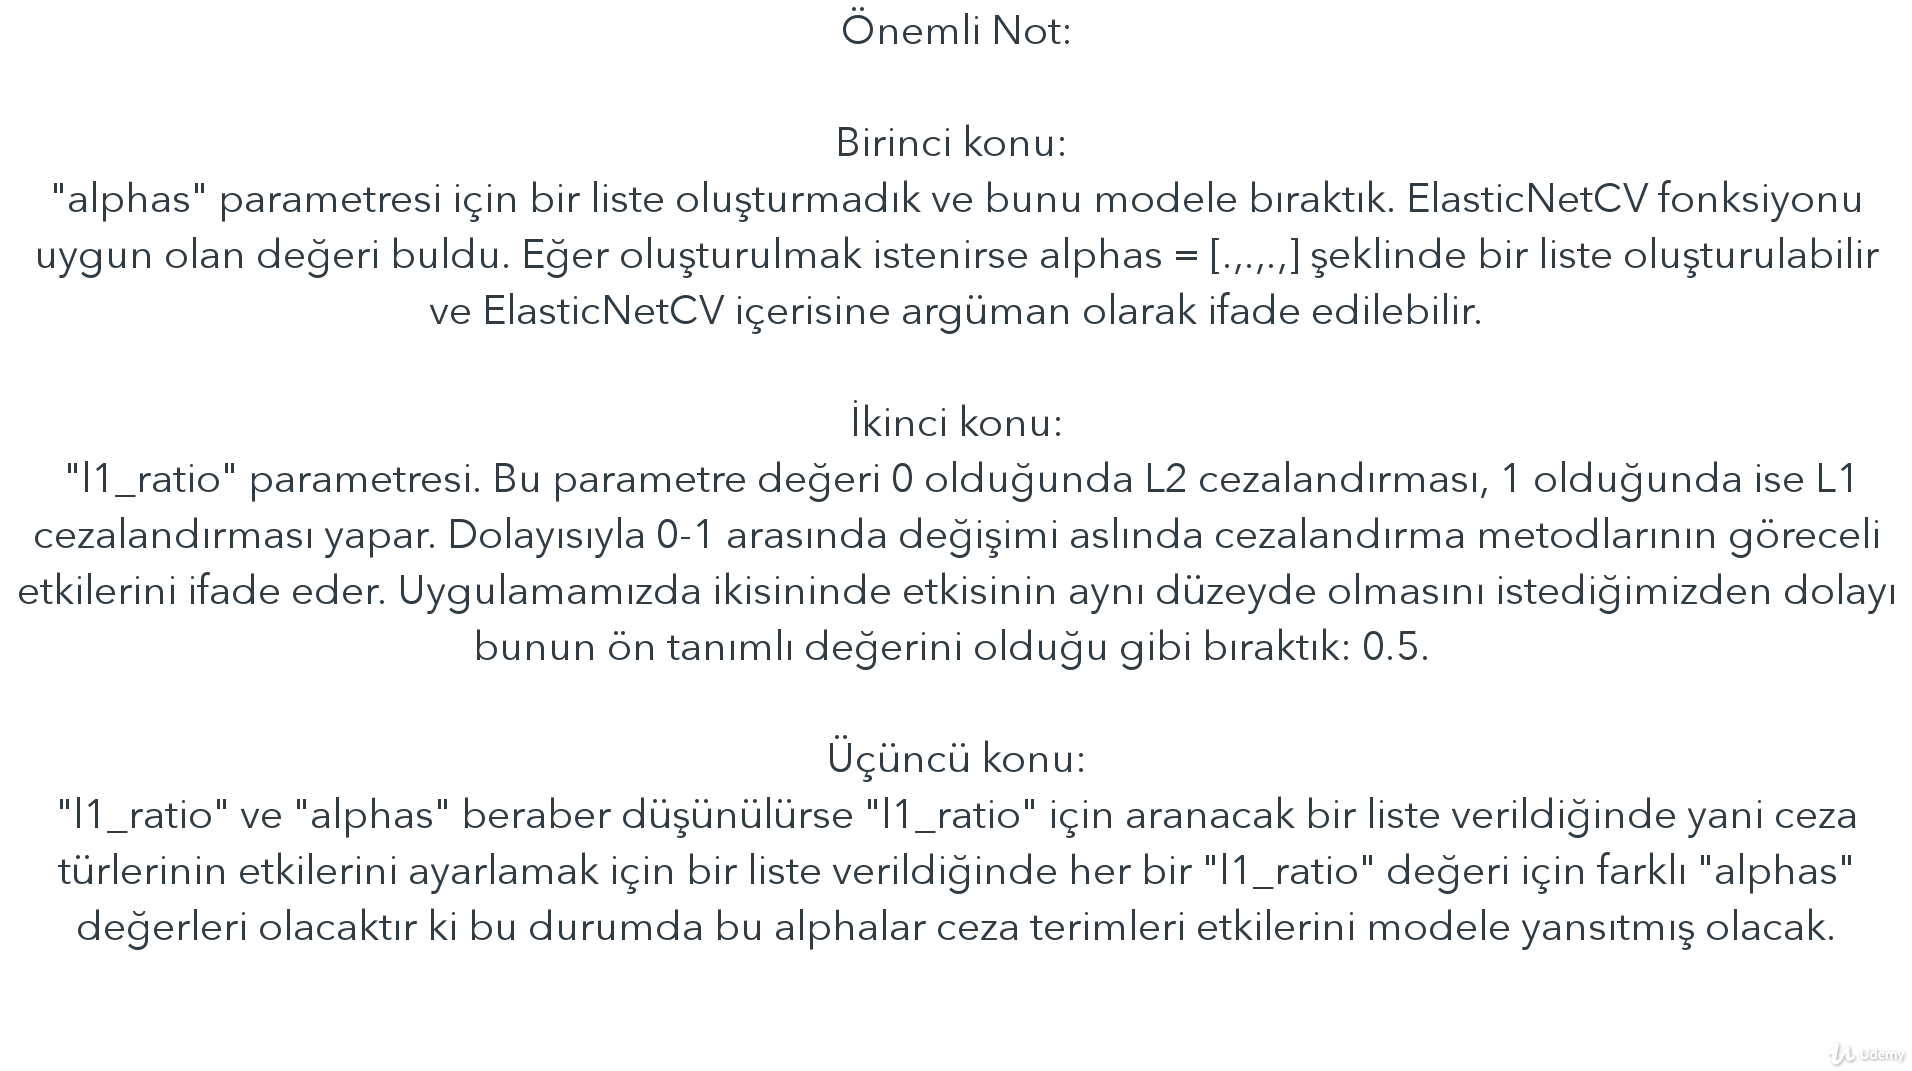 Önemli Not:
Birinci konu:
"alphas" parametresi için bir liste oluşturmadık ve bunu modele bıraktık. ElasticNetCV fonksiyonu
uygun olan değeri buldu. Eğer oluşturulmak istenirse alphas = [.,.,.,] şeklinde bir liste oluşturulabilir
ve ElasticNetCV içerisine argüman olarak ifade edilebilir.
İkinci konu:
"l1_ratio" parametresi. Bu parametre değeri 0 olduğunda L2 cezalandırması, 1 olduğunda ise L1
cezalandırması yapar. Dolayısıyla 0-1 arasında değişimi aslında cezalandırma metodlarının göreceli
etkilerini ifade eder. Uygulamamızda ikisininde etkisinin aynı düzeyde olmasını istediğimizden dolayı
bunun ön tanımlı değerini olduğu gibi bıraktık: 0.5.
Üçüncü konu:
"l1_ratio" ve "alphas" beraber düşünülürse "l1_ratio" için aranacak bir liste verildiğinde yani ceza
türlerinin etkilerini ayarlamak için bir liste verildiğinde her bir "l1_ratio" değeri için farklı "alphas"
değerleri olacaktır ki bu durumda bu alphalar ceza terimleri etkilerini modele yansıtmış olacak.
Udemy